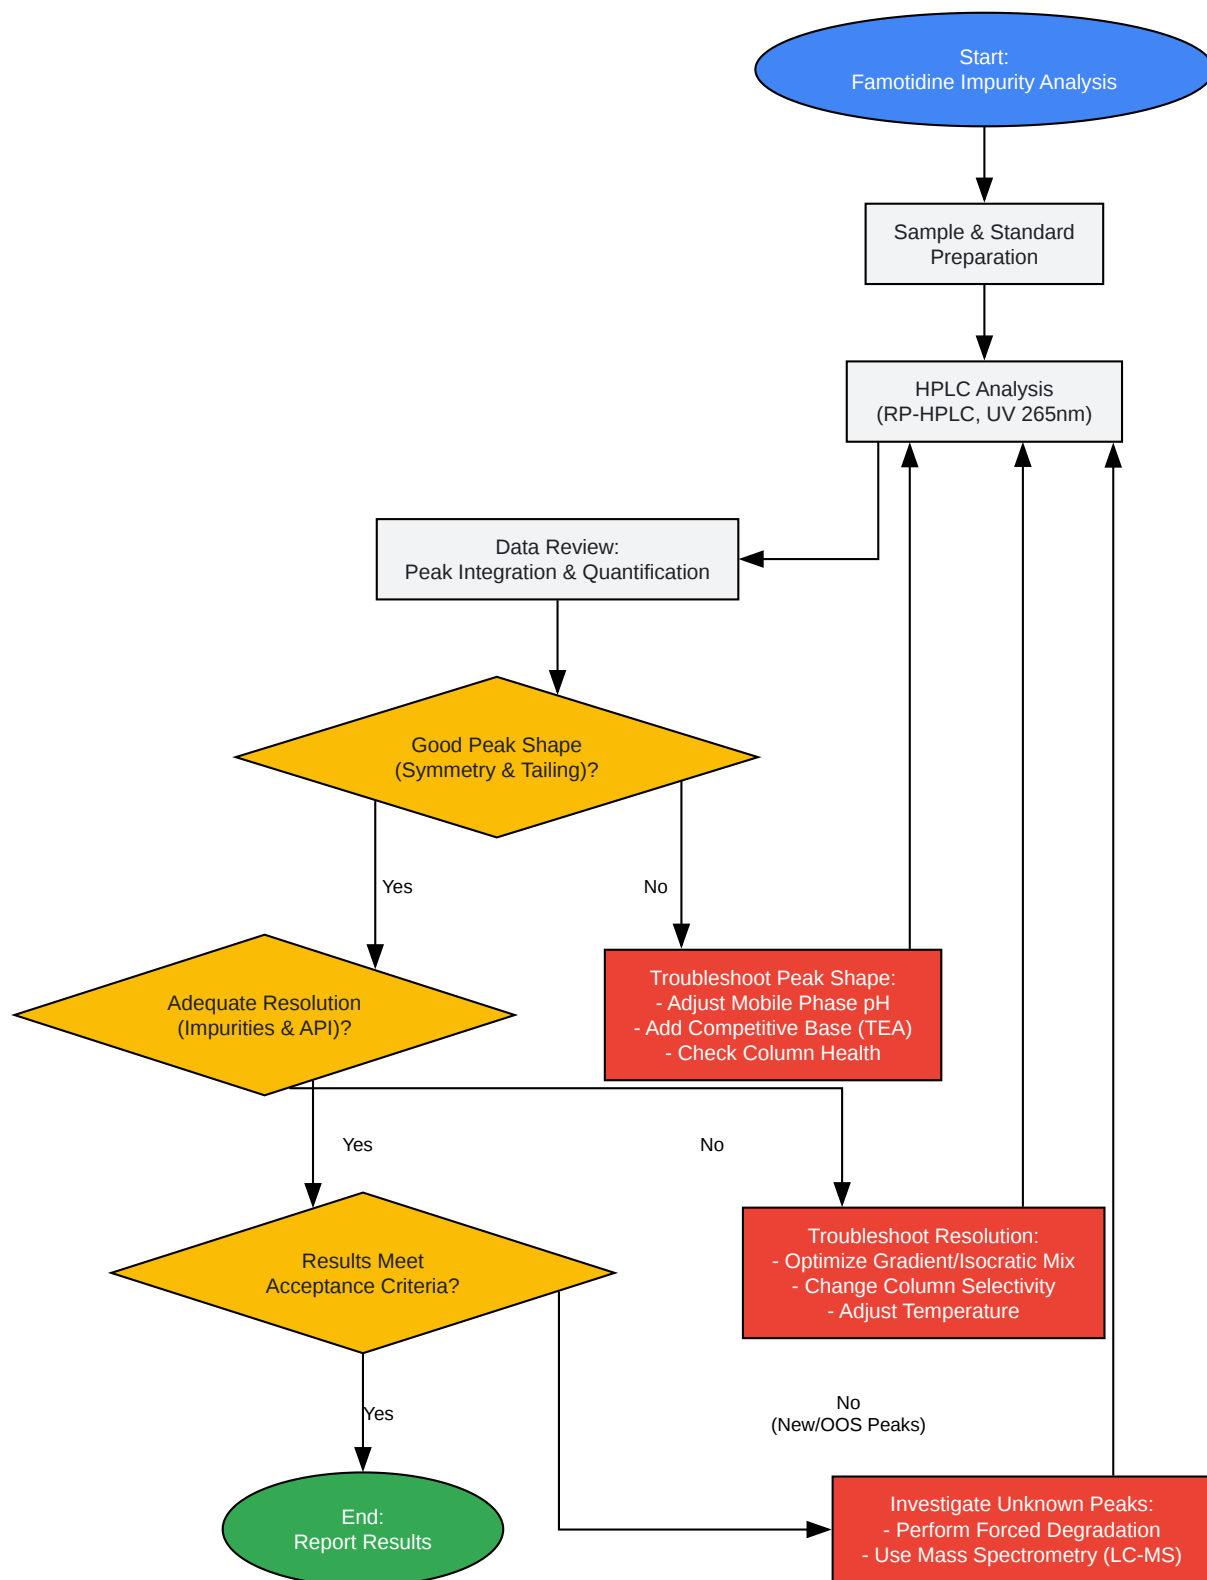 Start:
Famotidine Impurity Analysis
Sample & Standard
Preparation
HPLC Analysis
(RP-HPLC, UV 265nm)
Data Review:
Peak Integration & Quantification
Good Peak Shape
(Symmetry & Tailing)?
Yes
No
Adequate Resolution
(Impurities & API)?
Troubleshoot Peak Shape:
- Adjust Mobile Phase pH
- Add Competitive Base (TEA)
- Check Column Health
Yes
No
Results Meet
Acceptance Criteria?
Troubleshoot Resolution:
- Optimize Gradient/Isocratic Mix
- Change Column Selectivity
- Adjust Temperature
Yes
No
(New/OOS Peaks)
End:
Report Results
Investigate Unknown Peaks:
- Perform Forced Degradation
- Use Mass Spectrometry (LC-MS)